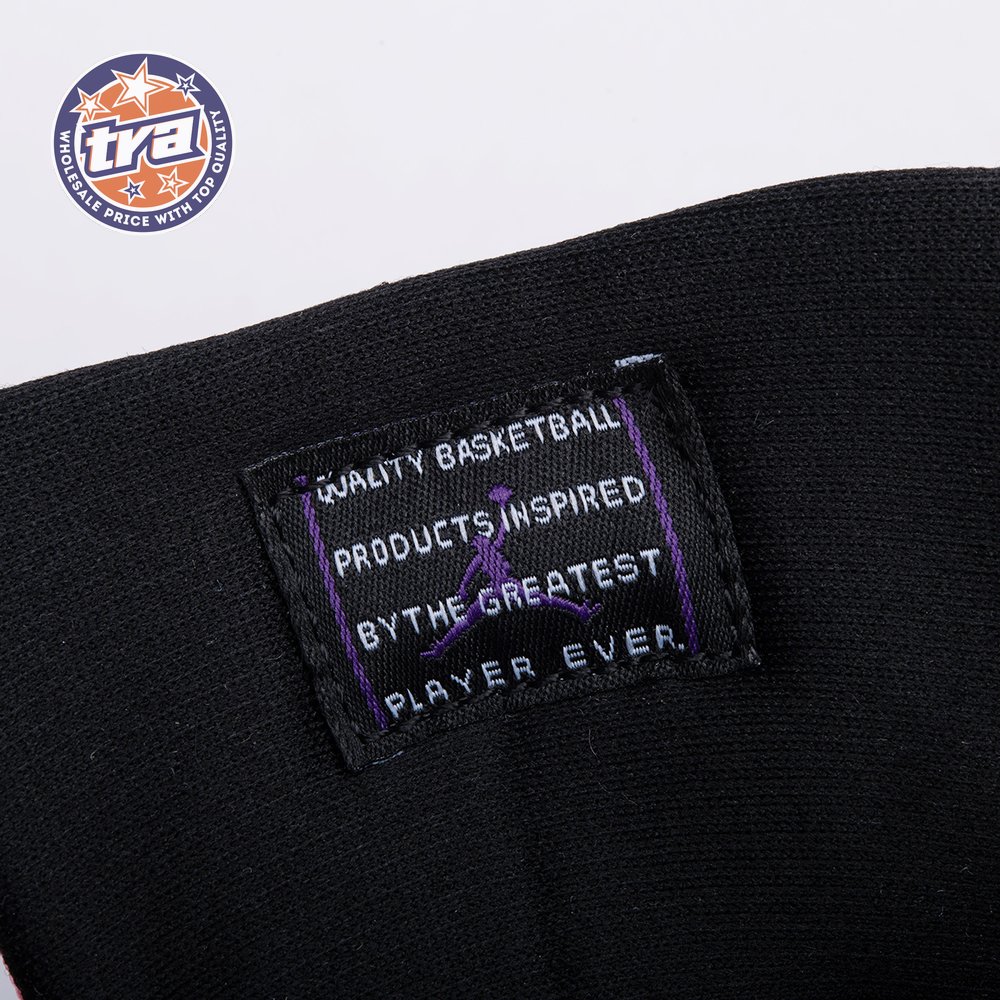 tra
WHOLESALE PRICE WITH TOP QUALITY
QUALITY BASKETBALL
PRODUCTS INSPIRED
BY THE GREATEST
PLAYER EVER.